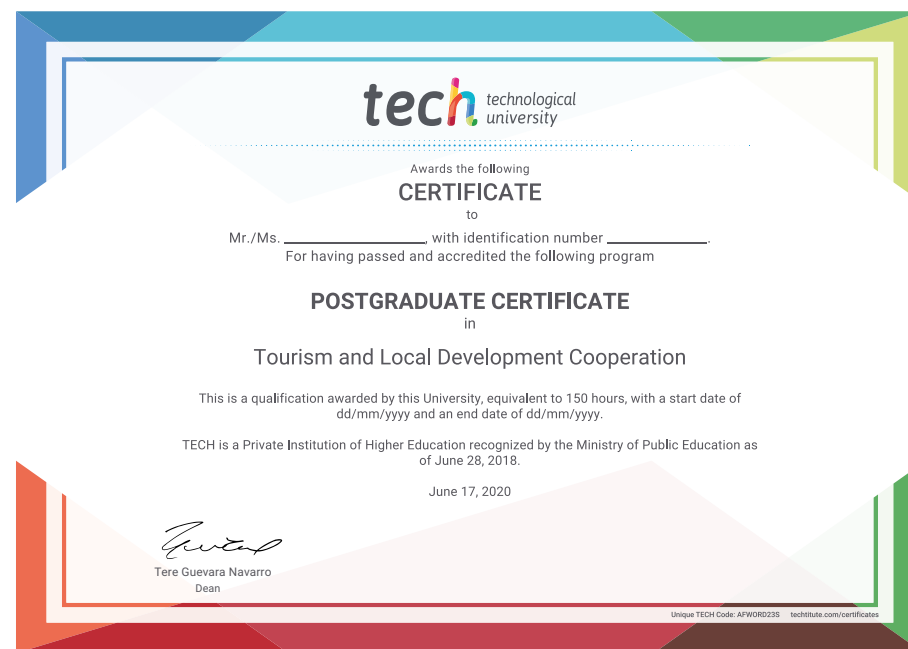 tech technological
university
Awards the following
CERTIFICATE
to
Mr./Ms. ____________________, with identification number ______________.
For having passed and accredited the following program
POSTGRADUATE CERTIFICATE
in
Tourism and Local Development Cooperation
This is a qualification awarded by this University, equivalent to 150 hours, with a start date of
dd/mm/yyyy and an end date of dd/mm/yyyy.
TECH is a Private Institution of Higher Education recognized by the Ministry of Public Education as
of June 28, 2018.
June 17, 2020
Tere Guevara Navarro
Dean
Unique TECH Code: AFWORD23S techtitute.com/certificates